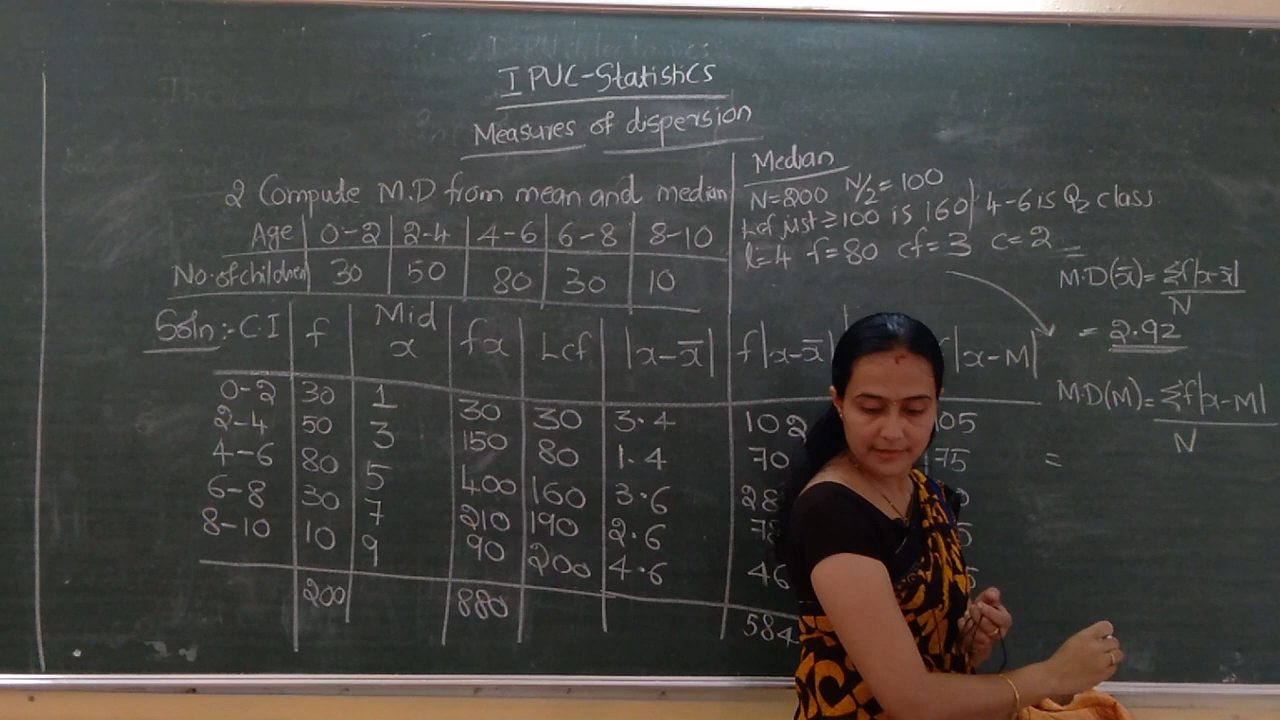 I PUC-Statistics
Measures of dispersion
2 Compute M.D from mean and median
Age 0-2 2-4 4-6 6-8 8-10
No.of children 30 50 80 30 10
Median
N=200 N/2=100
Lcf just ≥100 is 160 4-6 is Q2 class
l=4 f=80 cf=3 c=2
Soln:- C.I f Mid x fx Lcf |x-x̄| f|x-x̄| |x-M|
0-2 30 1 30 30 3.4 102 105
2-4 50 3 150 80 1.4 70 75
4-6 80 5 400 160 3.6 28
6-8 30 7 210 190 2.6 78
8-10 10 9 90 200 4.6 46
200 880 584
M.D(x̄)=Σf|x-x̄|
N
= 2.92
M.D(M)=Σf|x-M|
N
=